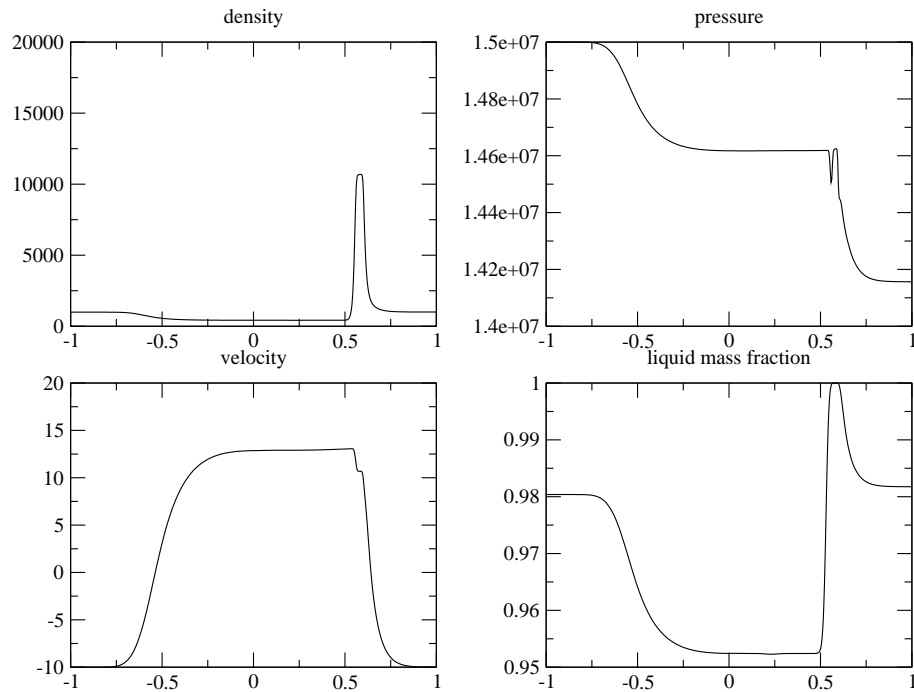 density
20000
15000
10000
5000
0
-1 -0.5 0 0.5 1
pressure
1.5e+07
1.48e+07
1.46e+07
1.44e+07
1.42e+07
1.4e+07
-1 -0.5 0 0.5 1
velocity
20
15
10
5
0
-5
-10
-1 -0.5 0 0.5 1
liquid mass fraction
1
0.99
0.98
0.97
0.96
0.95
-1 -0.5 0 0.5 1